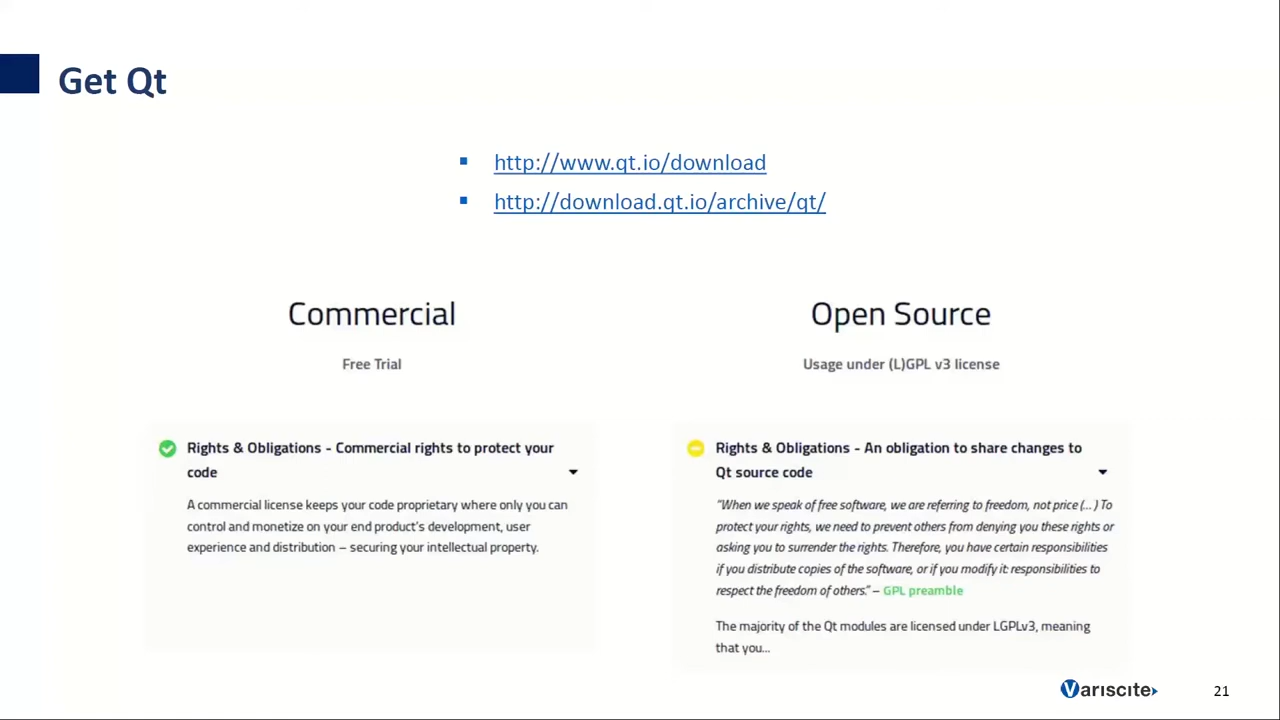 Get Qt
http://www.qt.io/download
http://download.qt.io/archive/qt/
Commercial
Free Trial
Rights & Obligations - Commercial rights to protect your
code
A commercial license keeps your code proprietary where only you can
control and monetize on your end product's development, user
experience and distribution – securing your intellectual property.
Open Source
Usage under (L)GPL v3 license
Rights & Obligations - An obligation to share changes to
Qt source code
"When we speak of free software, we are referring to freedom, not price (... ) To
protect your rights, we need to prevent others from denying you these rights or
asking you to surrender the rights. Therefore, you have certain responsibilities
if you distribute copies of the software, or if you modify it: responsibilities to
respect the freedom of others." – GPL preamble
The majority of the Qt modules are licensed under LGPLv3, meaning
that you...
Variscite
21